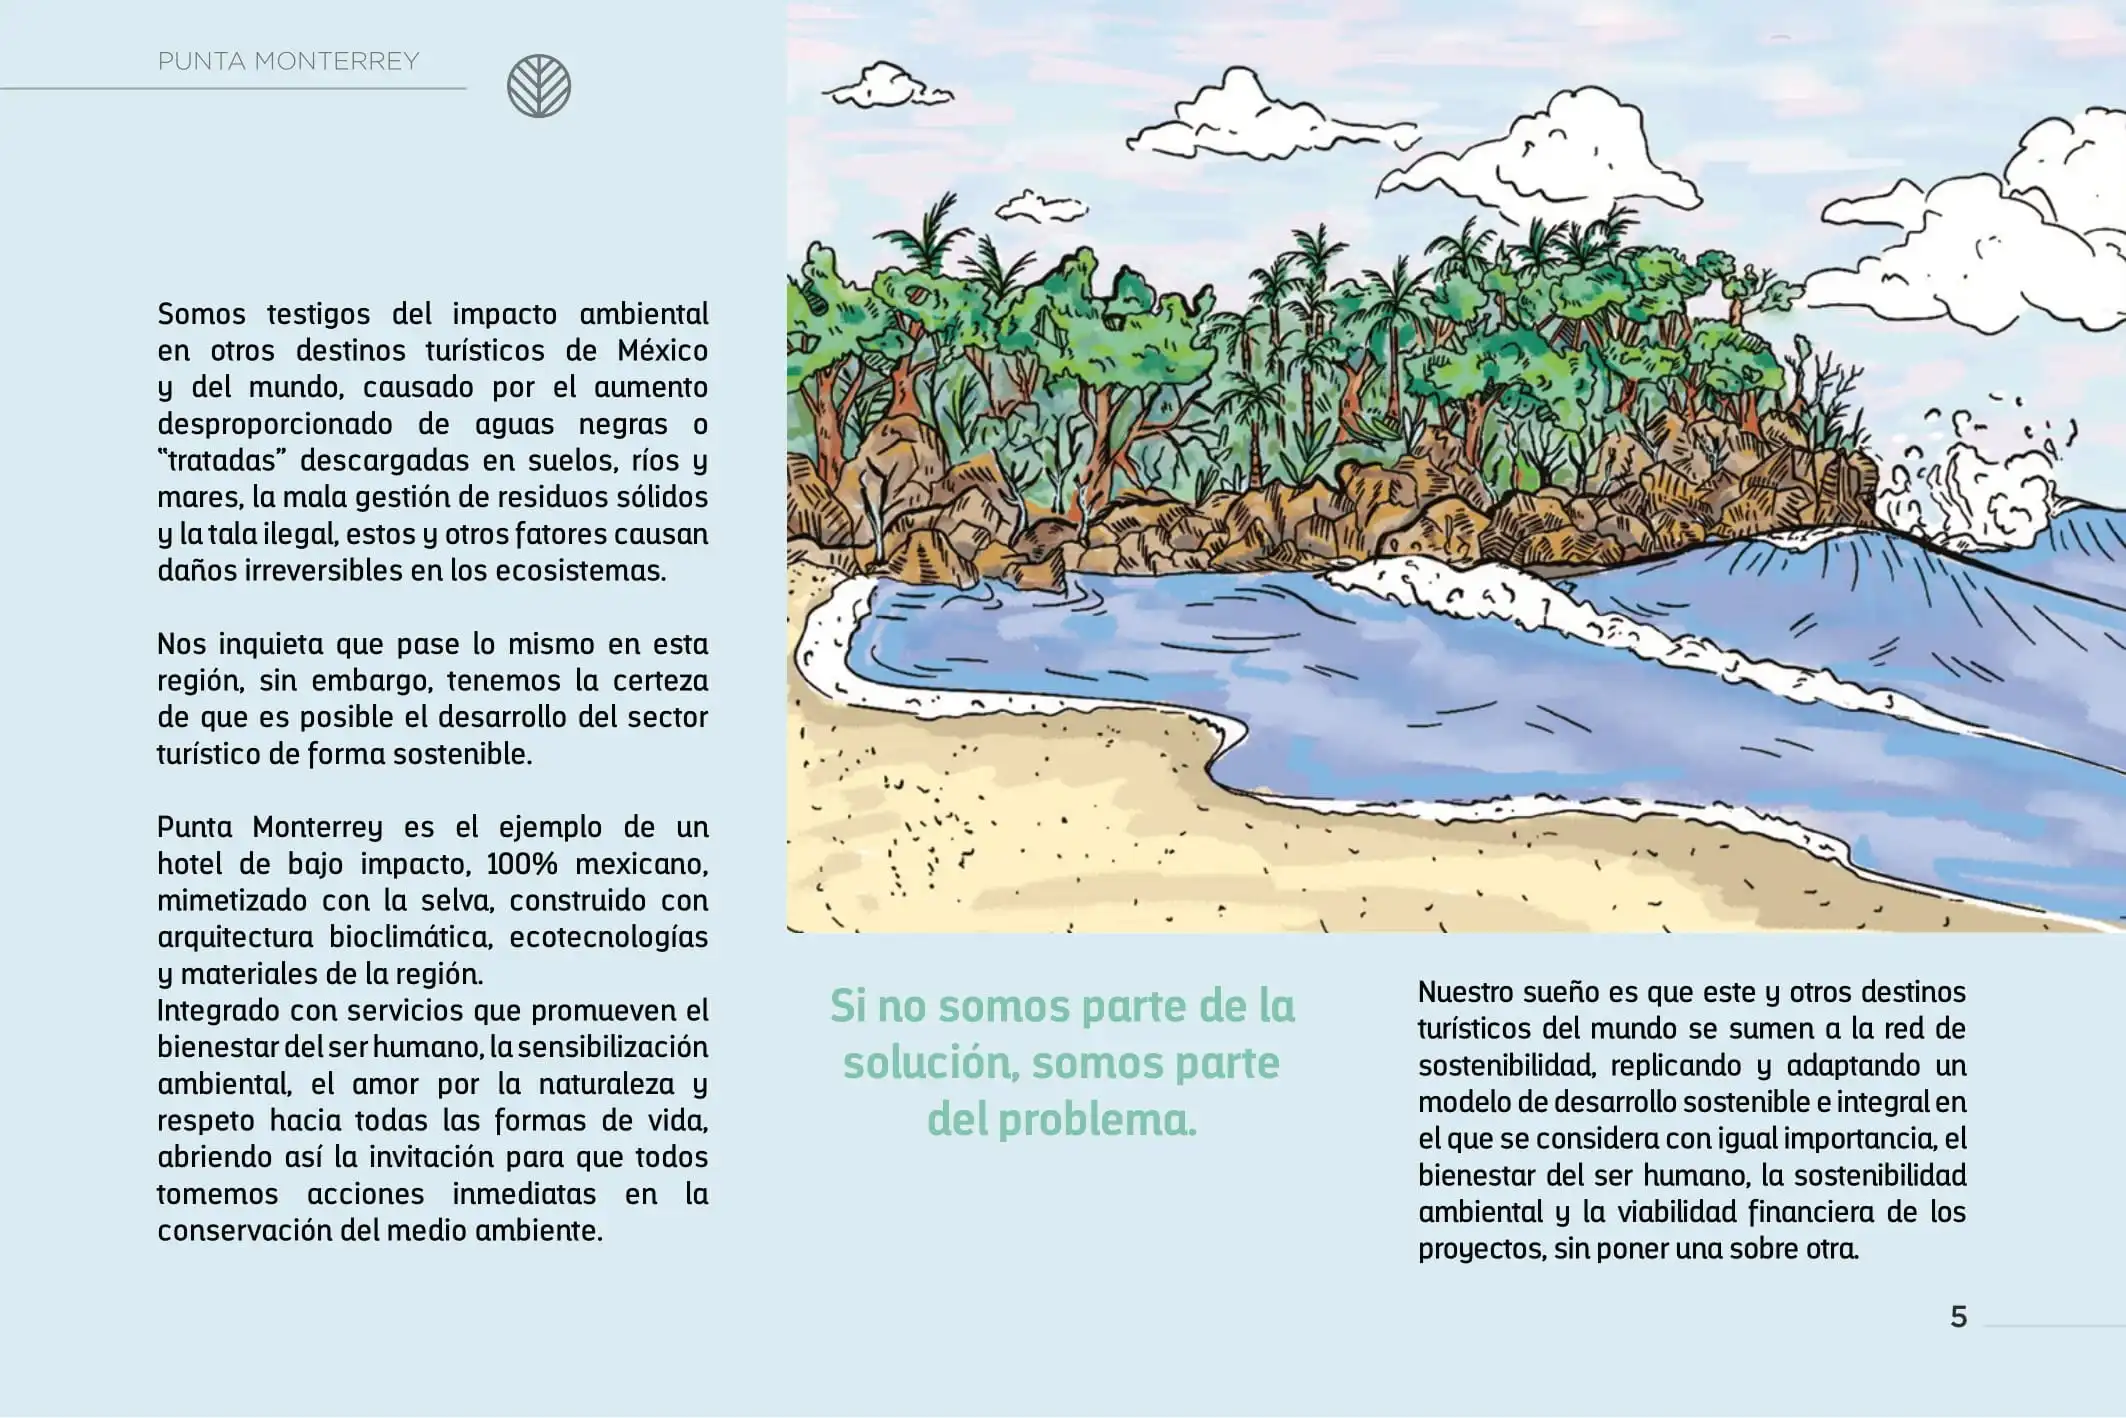 PUNTA MONTERREY
Somos testigos del impacto ambiental
en otros destinos turísticos de México
y del mundo, causado por el aumento
desproporcionado de aguas negras o
“tratadas” descargadas en suelos, ríos y
mares, la mala gestión de residuos sólidos
y la tala ilegal, estos y otros fatores causan
daños irreversibles en los ecosistemas.
Nos inquieta que pase lo mismo en esta
región, sin embargo, tenemos la certeza
de que es posible el desarrollo del sector
turístico de forma sostenible.
Punta Monterrey es el ejemplo de un
hotel de bajo impacto, 100% mexicano,
mimetizado con la selva, construido con
arquitectura bioclimática, ecotecnologías
y materiales de la región.
Integrado con servicios que promueven el
bienestar del ser humano, la sensibilización
ambiental, el amor por la naturaleza y
respeto hacia todas las formas de vida,
abriendo así la invitación para que todos
tomemos acciones inmediatas en la
conservación del medio ambiente.
Si no somos parte de la
solución, somos parte
del problema.
Nuestro sueño es que este y otros destinos
turísticos del mundo se sumen a la red de
sostenibilidad, replicando y adaptando un
modelo de desarrollo sostenible e integral en
el que se considera con igual importancia, el
bienestar del ser humano, la sostenibilidad
ambiental y la viabilidad financiera de los
proyectos, sin poner una sobre otra.
5